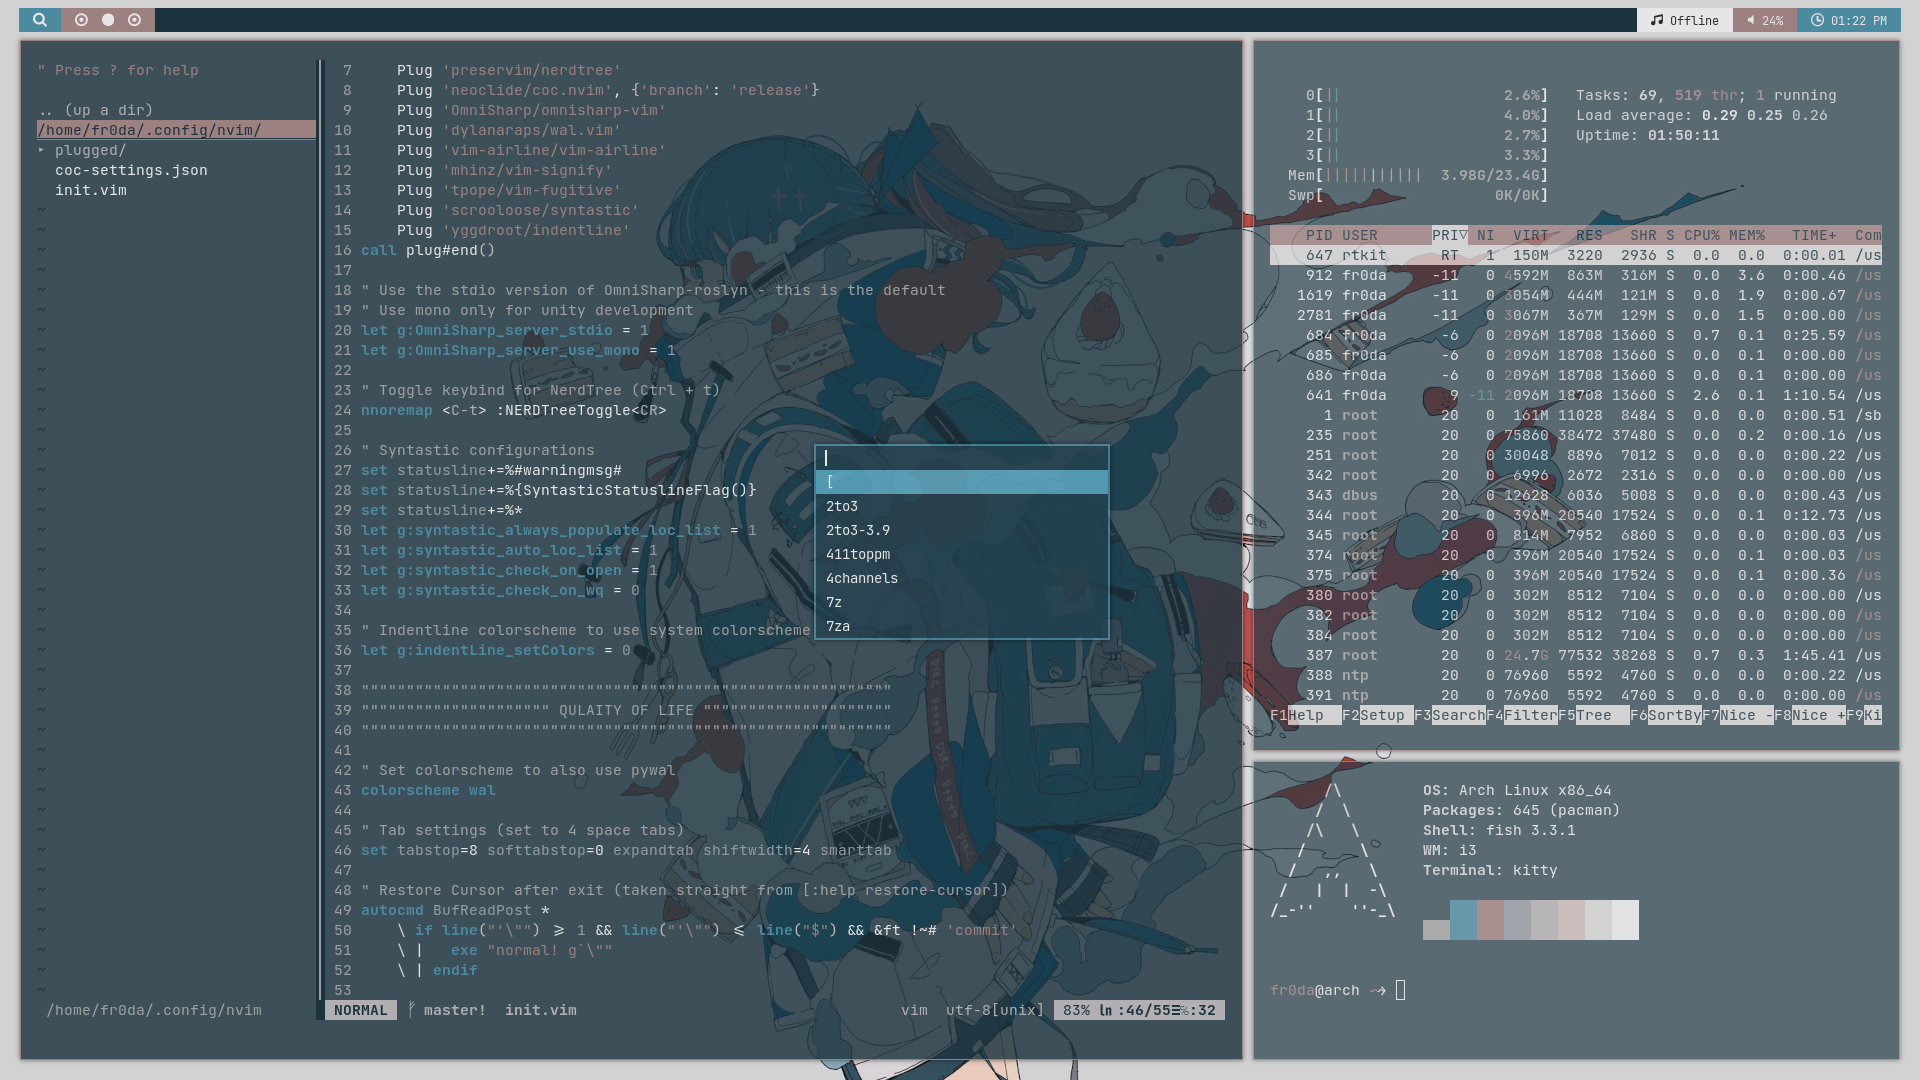 Offline 24% 01:22 PM
" Press ? for help
.. (up a dir)
/home/fr0da/.config/nvim/
▸ plugged/
coc-settings.json
init.vim
/home/fr0da/.config/nvim
7 Plug 'preservim/nerdtree'
8 Plug 'neoclide/coc.nvim', {'branch': 'release'}
9 Plug 'OmniSharp/omnisharp-vim'
10 Plug 'dylanaraps/wal.vim'
11 Plug 'vim-airline/vim-airline'
12 Plug 'mhinz/vim-signify'
13 Plug 'tpope/vim-fugitive'
14 Plug 'scrooloose/syntastic'
15 Plug 'yggdroot/indentline'
16 call plug#end()
17
18 " Use the stdio version of OmniSharp-roslyn - this is the default
19 " Use mono only for unity development
20 let g:OmniSharp_server_stdio = 1
21 let g:OmniSharp_server_use_mono = 1
22
23 " Toggle keybind for NerdTree (Ctrl + t)
24 nnoremap <C-t> :NERDTreeToggle<CR>
25
26 " Syntastic configurations
27 set statusline+=%#warningmsg#
28 set statusline+=%{SyntasticStatuslineFlag()}
29 set statusline+=%*
30 let g:syntastic_always_populate_loc_list = 1
31 let g:syntastic_auto_loc_list = 1
32 let g:syntastic_check_on_open = 1
33 let g:syntastic_check_on_wq = 0
34
35 " Indentline colorscheme to use system colorscheme
36 let g:indentLine_setColors = 0
37
38 """""""""""""""""""""""""""""""""""""""""""""""""""""""""""
39 """"""""""""""""""""" QULAITY OF LIFE """""""""""""""""""""
40 """""""""""""""""""""""""""""""""""""""""""""""""""""""""""
41
42 " Set colorscheme to also use pywal
43 colorscheme wal
44
45 " Tab settings (set to 4 space tabs)
46 set tabstop=8 softtabstop=0 expandtab shiftwidth=4 smarttab
47
48 " Restore Cursor after exit (taken straight from [:help restore-cursor])
49 autocmd BufReadPost *
50 \ if line("'\"") ≥ 1 && line("'\"") ≤ line("$") && &ft !~# 'commit'
51 \ | exe "normal! g`\""
52 \ | endif
53
NORMAL master! init.vim vim utf-8[unix] 83% ln :46/55☰℅:32
[
2to3
2to3-3.9
411toppm
4channels
7z
7za
0[|| 2.6%] Tasks: 69, 519 thr; 1 running
1[|| 4.0%] Load average: 0.29 0.25 0.26
2[|| 2.7%] Uptime: 01:50:11
3[|| 3.3%]
Mem[||||||||||| 3.98G/23.4G]
Swp[ 0K/0K]
PID USER PRI▽ NI VIRT RES SHR S CPU% MEM% TIME+ Com
647 rtkit RT 1 150M 3220 2936 S 0.0 0.0 0:00.01 /us
912 fr0da -11 0 4592M 863M 316M S 0.0 3.6 0:00.46 /us
1619 fr0da -11 0 3054M 444M 121M S 0.0 1.9 0:00.67 /us
2781 fr0da -11 0 3067M 367M 129M S 0.0 1.5 0:00.00 /us
684 fr0da -6 0 2096M 18708 13660 S 0.7 0.1 0:25.59 /us
685 fr0da -6 0 2096M 18708 13660 S 0.0 0.1 0:00.00 /us
686 fr0da -6 0 2096M 18708 13660 S 0.0 0.1 0:00.00 /us
641 fr0da 9 -11 2096M 18708 13660 S 2.6 0.1 1:10.54 /us
1 root 20 0 161M 11028 8484 S 0.0 0.0 0:00.51 /sb
235 root 20 0 75860 38472 37480 S 0.0 0.2 0:00.16 /us
251 root 20 0 30048 8896 7012 S 0.0 0.0 0:00.22 /us
342 root 20 0 6996 2672 2316 S 0.0 0.0 0:00.00 /us
343 dbus 20 0 12628 6036 5008 S 0.0 0.0 0:00.43 /us
344 root 20 0 396M 20540 17524 S 0.0 0.1 0:12.73 /us
345 root 20 0 814M 7952 6860 S 0.0 0.0 0:00.03 /us
374 root 20 0 396M 20540 17524 S 0.0 0.1 0:00.03 /us
375 root 20 0 396M 20540 17524 S 0.0 0.1 0:00.36 /us
380 root 20 0 302M 8512 7104 S 0.0 0.0 0:00.00 /us
382 root 20 0 302M 8512 7104 S 0.0 0.0 0:00.00 /us
384 root 20 0 302M 8512 7104 S 0.0 0.0 0:00.00 /us
387 root 20 0 24.7G 77532 38268 S 0.7 0.3 1:45.41 /us
388 ntp 20 0 76960 5592 4760 S 0.0 0.0 0:00.22 /us
391 ntp 20 0 76960 5592 4760 S 0.0 0.0 0:00.00 /us
F1Help F2Setup F3SearchF4FilterF5Tree F6SortByF7Nice -F8Nice +F9Ki
OS: Arch Linux x86_64
Packages: 645 (pacman)
Shell: fish 3.3.1
WM: i3
Terminal: kitty
fr0da@arch ⤳